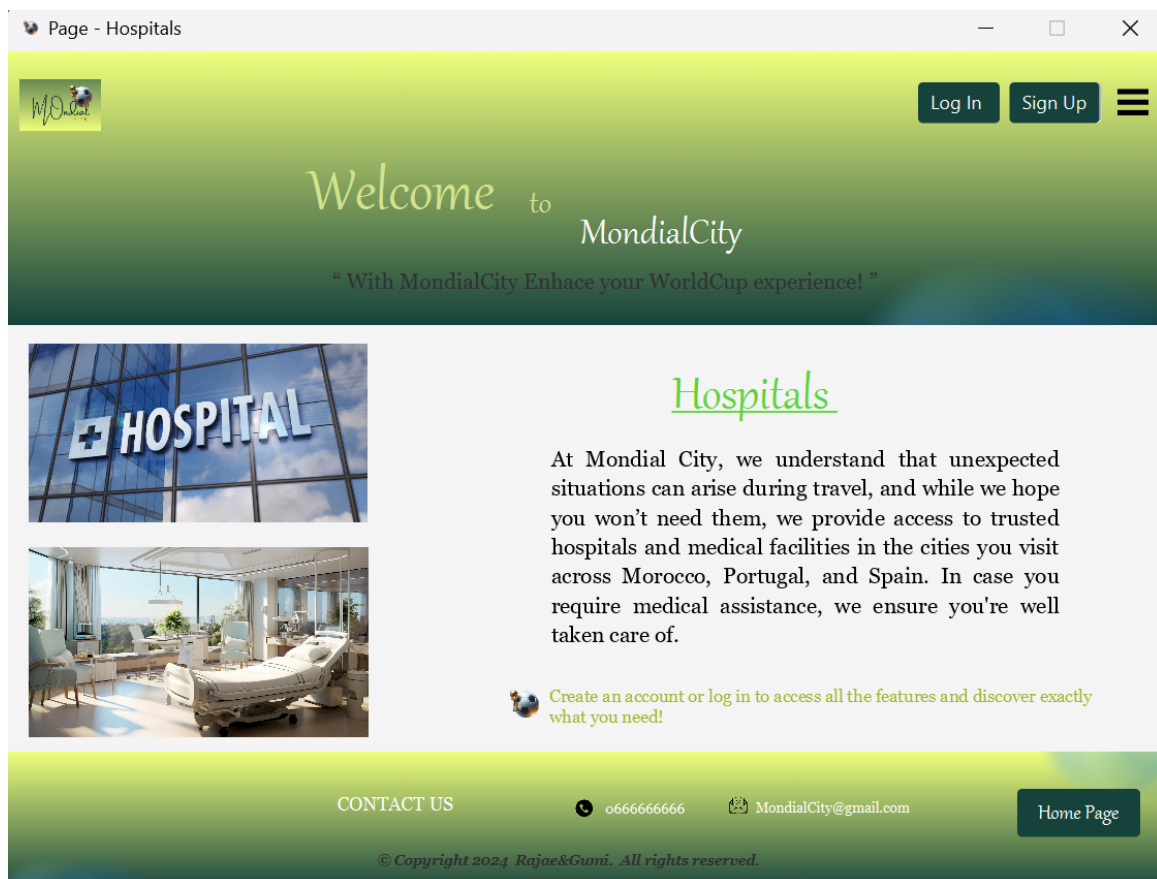 Page - Hospitals
MOndial
Log In
Sign Up
Welcome to
MondialCity
“ With MondialCity Enhace your WorldCup experience! ”
HOSPITAL
Hospitals
At Mondial City, we understand that unexpected
situations can arise during travel, and while we hope
you won’t need them, we provide access to trusted
hospitals and medical facilities in the cities you visit
across Morocco, Portugal, and Spain. In case you
require medical assistance, we ensure you're well
taken care of.
Create an account or log in to access all the features and discover exactly
what you need!
CONTACT US
0666666666
MondialCity@gmail.com
Home Page
© Copyright 2024 Rajae&Gumi. All rights reserved.